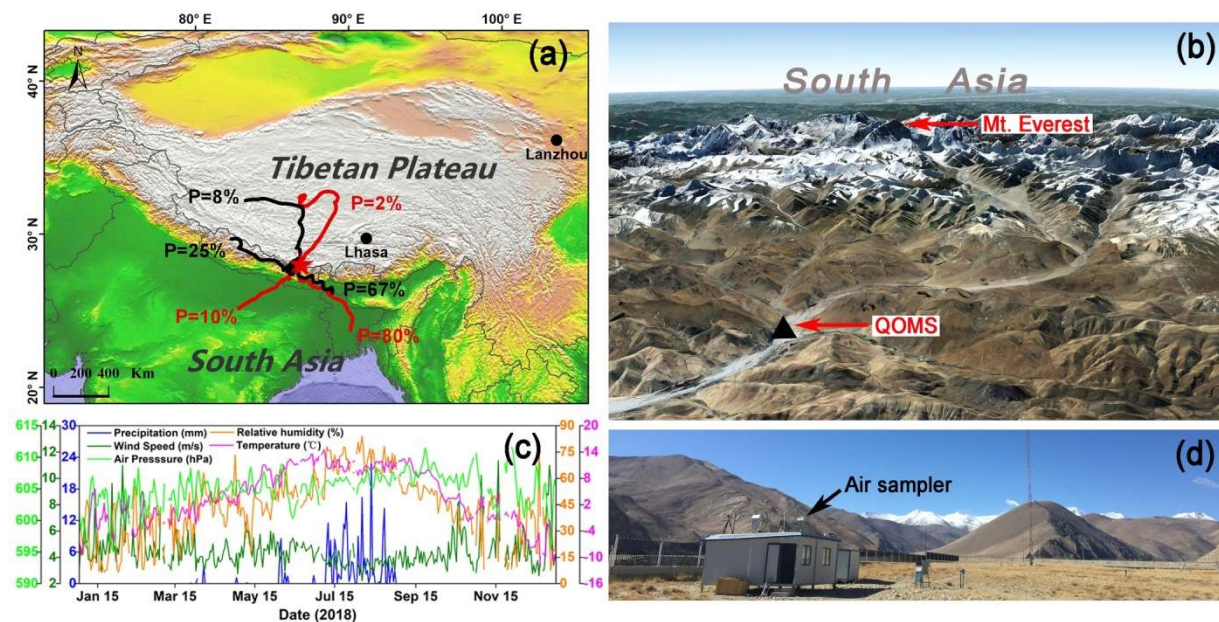 80° E
90° E
100° E
(a)
N
40° N
30° N
20° N
Lanzhou
Tibetan Plateau
P=8%
P=2%
P=25%
Lhasa
P=67%
P=10%
P=80%
South Asia
0 200 400 Km
(b)
South Asia
Mt. Everest
QOMS
(c)
Precipitation (mm)
Relative humidity (%)
Wind Speed (m/s)
Temperature (℃)
Air Presssure (hPa)
615
610
605
600
595
590
14
12
10
8
6
4
2
30
24
18
12
6
0
90
75
60
45
30
15
0
20
14
8
2
-4
-10
-16
Jan 15
Mar 15
May 15
Jul 15
Sep 15
Nov 15
Date (2018)
(d)
Air sampler